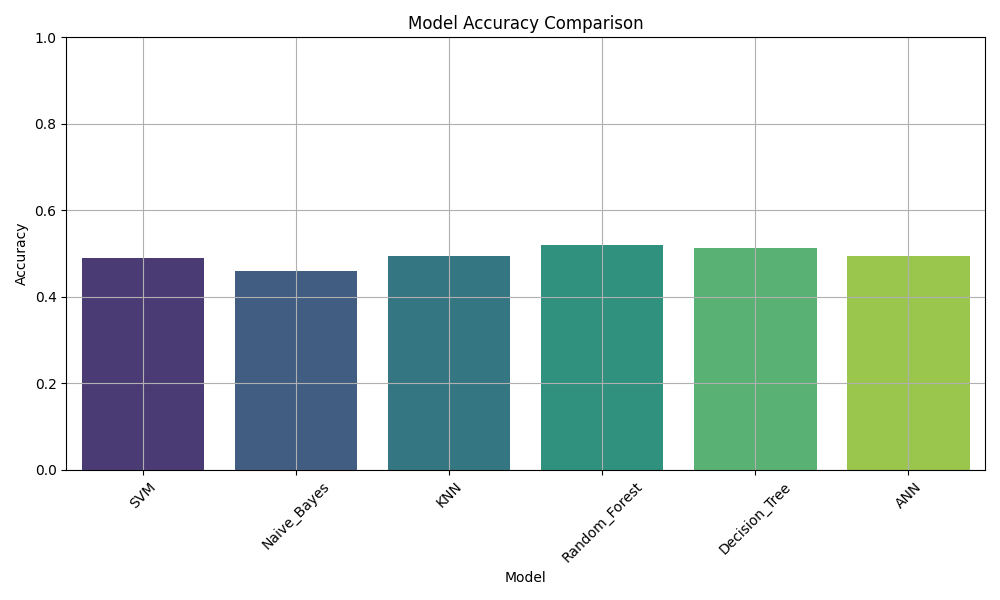 Model Accuracy Comparison
1.0
0.8
0.6
0.4
0.2
0.0
Accuracy
SVM
Naive_Bayes
KNN
Random_Forest
Decision_Tree
ANN
Model